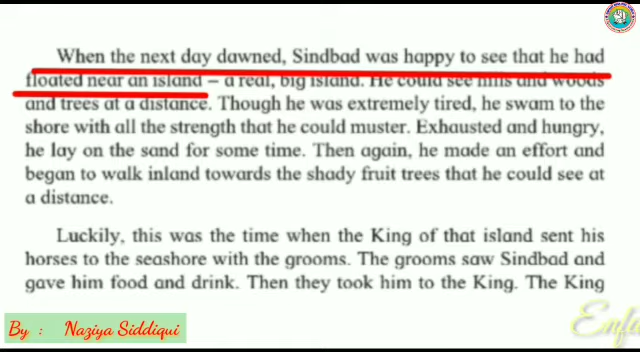 When the next day dawned, Sindbad was happy to see that he had
floated near an island – a real, big island. He could see hills and woods
and trees at a distance. Though he was extremely tired, he swam to the
shore with all the strength that he could muster. Exhausted and hungry,
he lay on the sand for some time. Then again, he made an effort and
began to walk inland towards the shady fruit trees that he could see at
a distance.
Luckily, this was the time when the King of that island sent his
horses to the seashore with the grooms. The grooms saw Sindbad and
gave him food and drink. Then they took him to the King. The King
By : Naziya Siddiqui
Enfa